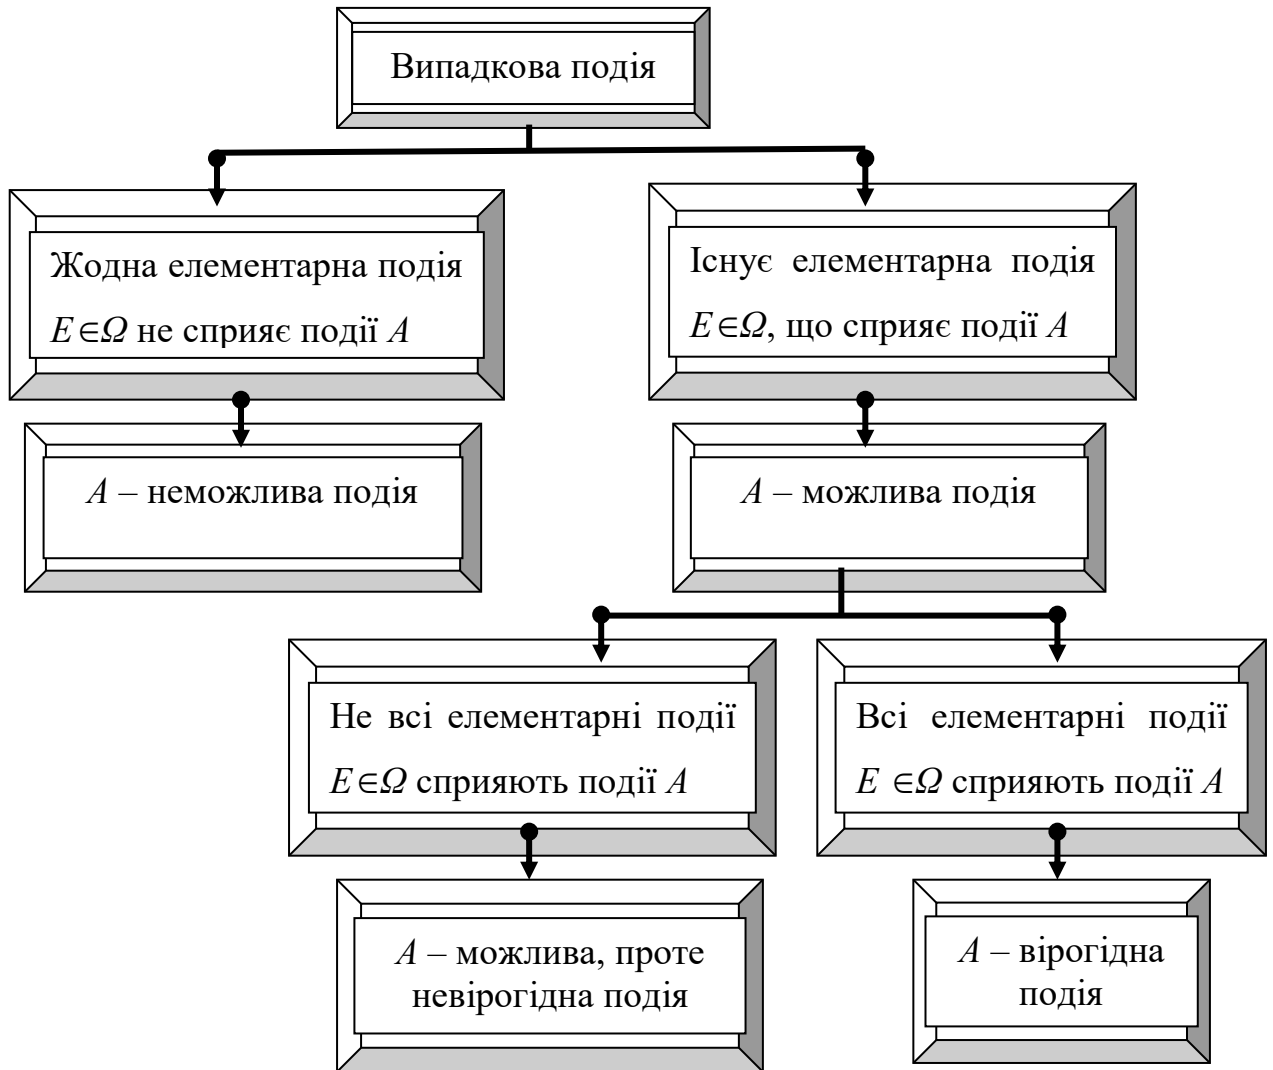 Випадкова подія
Жодна елементарна подія
E∈Ω не сприяє події A
Існує елементарна подія
E∈Ω, що сприяє події A
A – неможлива подія
A – можлива подія
Не всі елементарні події
E∈Ω сприяють події A
Всі елементарні події
E ∈Ω сприяють події A
A – можлива, проте
невірогідна подія
A – вірогідна
подія